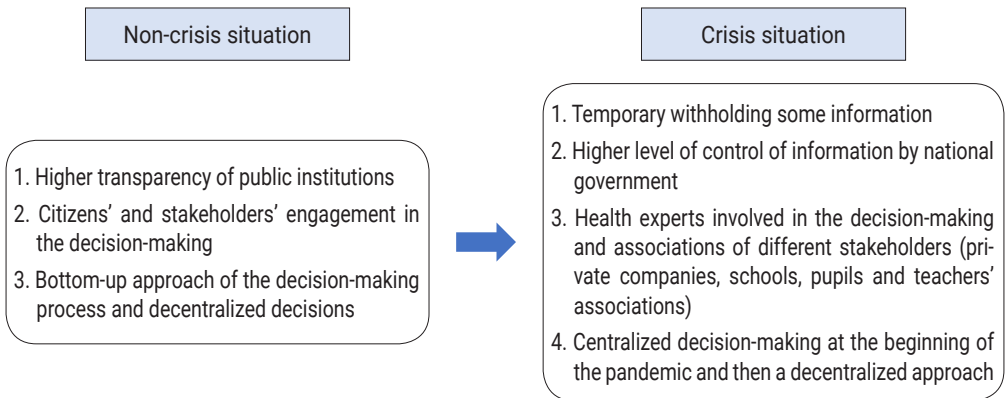 Non-crisis situation
1. Higher transparency of public institutions
2. Citizens’ and stakeholders’ engagement in
the decision-making
3. Bottom-up approach of the decision-making
process and decentralized decisions
Crisis situation
1. Temporary withholding some information
2. Higher level of control of information by national
government
3. Health experts involved in the decision-making
and associations of different stakeholders (pri-
vate companies, schools, pupils and teachers’
associations)
4. Centralized decision-making at the beginning of
the pandemic and then a decentralized approach